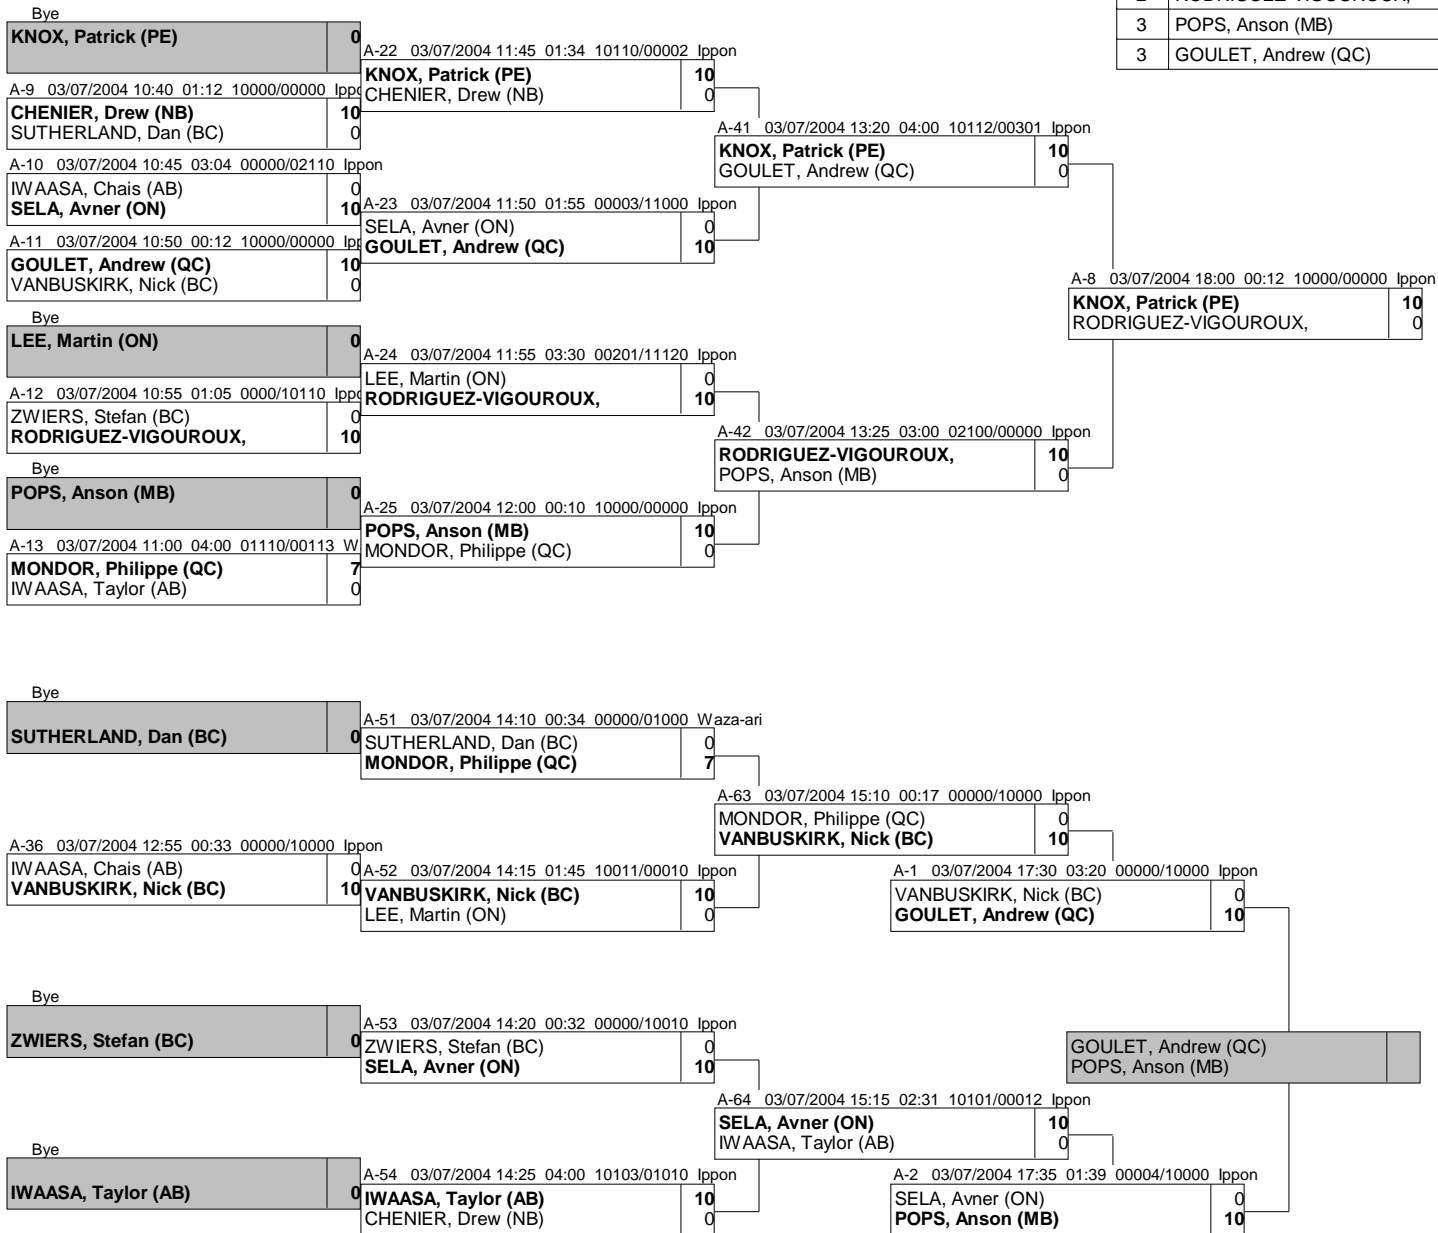 2 RODRIGUEZ-VIGOUROUX,
3 POPS, Anson (MB)
3 GOULET, Andrew (QC)
Bye
KNOX, Patrick (PE) 0
A-9 03/07/2004 10:40 01:12 10000/00000 Ippo
CHENIER, Drew (NB) 10
SUTHERLAND, Dan (BC) 0
A-10 03/07/2004 10:45 03:04 00000/02110 Ippon
IWAASA, Chais (AB) 0
SELA, Avner (ON) 10
A-11 03/07/2004 10:50 00:12 10000/00000 Ipp
GOULET, Andrew (QC) 10
VANBUSKIRK, Nick (BC) 0
Bye
LEE, Martin (ON) 0
A-12 03/07/2004 10:55 01:05 0000/10110 Ippo
ZWIERS, Stefan (BC) 0
RODRIGUEZ-VIGOUROUX, 10
Bye
POPS, Anson (MB) 0
A-13 03/07/2004 11:00 04:00 01110/00113 W
MONDOR, Philippe (QC) 7
IWAASA, Taylor (AB) 0
A-22 03/07/2004 11:45 01:34 10110/00002 Ippon
KNOX, Patrick (PE) 10
CHENIER, Drew (NB) 0
A-23 03/07/2004 11:50 01:55 00003/11000 Ippon
SELA, Avner (ON) 0
GOULET, Andrew (QC) 10
A-24 03/07/2004 11:55 03:30 00201/11120 Ippon
LEE, Martin (ON) 0
RODRIGUEZ-VIGOUROUX, 10
A-25 03/07/2004 12:00 00:10 10000/00000 Ippon
POPS, Anson (MB) 10
MONDOR, Philippe (QC) 0
A-41 03/07/2004 13:20 04:00 10112/00301 Ippon
KNOX, Patrick (PE) 10
GOULET, Andrew (QC) 0
A-42 03/07/2004 13:25 03:00 02100/00000 Ippon
RODRIGUEZ-VIGOUROUX, 10
POPS, Anson (MB) 0
A-8 03/07/2004 18:00 00:12 10000/00000 Ippon
KNOX, Patrick (PE) 10
RODRIGUEZ-VIGOUROUX, 0
Bye
SUTHERLAND, Dan (BC) 0
A-36 03/07/2004 12:55 00:33 00000/10000 Ippon
IWAASA, Chais (AB) 0
VANBUSKIRK, Nick (BC) 10
Bye
ZWIERS, Stefan (BC) 0
Bye
IWAASA, Taylor (AB) 0
A-51 03/07/2004 14:10 00:34 00000/01000 Waza-ari
SUTHERLAND, Dan (BC) 0
MONDOR, Philippe (QC) 7
A-52 03/07/2004 14:15 01:45 10011/00010 Ippon
VANBUSKIRK, Nick (BC) 10
LEE, Martin (ON) 0
A-53 03/07/2004 14:20 00:32 00000/10010 Ippon
ZWIERS, Stefan (BC) 0
SELA, Avner (ON) 10
A-54 03/07/2004 14:25 04:00 10103/01010 Ippon
IWAASA, Taylor (AB) 10
CHENIER, Drew (NB) 0
A-63 03/07/2004 15:10 00:17 00000/10000 Ippon
MONDOR, Philippe (QC) 0
VANBUSKIRK, Nick (BC) 10
A-64 03/07/2004 15:15 02:31 10101/00012 Ippon
SELA, Avner (ON) 10
IWAASA, Taylor (AB) 0
A-1 03/07/2004 17:30 03:20 00000/10000 Ippon
VANBUSKIRK, Nick (BC) 0
GOULET, Andrew (QC) 10
A-2 03/07/2004 17:35 01:39 00004/10000 Ippon
SELA, Avner (ON) 0
POPS, Anson (MB) 10
GOULET, Andrew (QC)
POPS, Anson (MB)